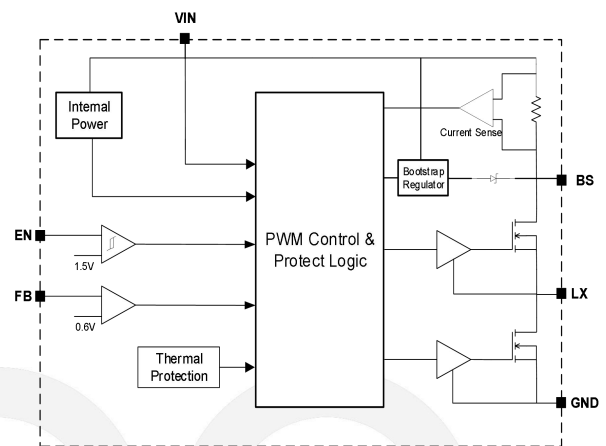 VIN
Internal
Power
Current Sense
Bootstrap
Regulator
BS
EN
1.5V
PWM Control &
Protect Logic
FB
0.6V
LX
Thermal
Protection
GND